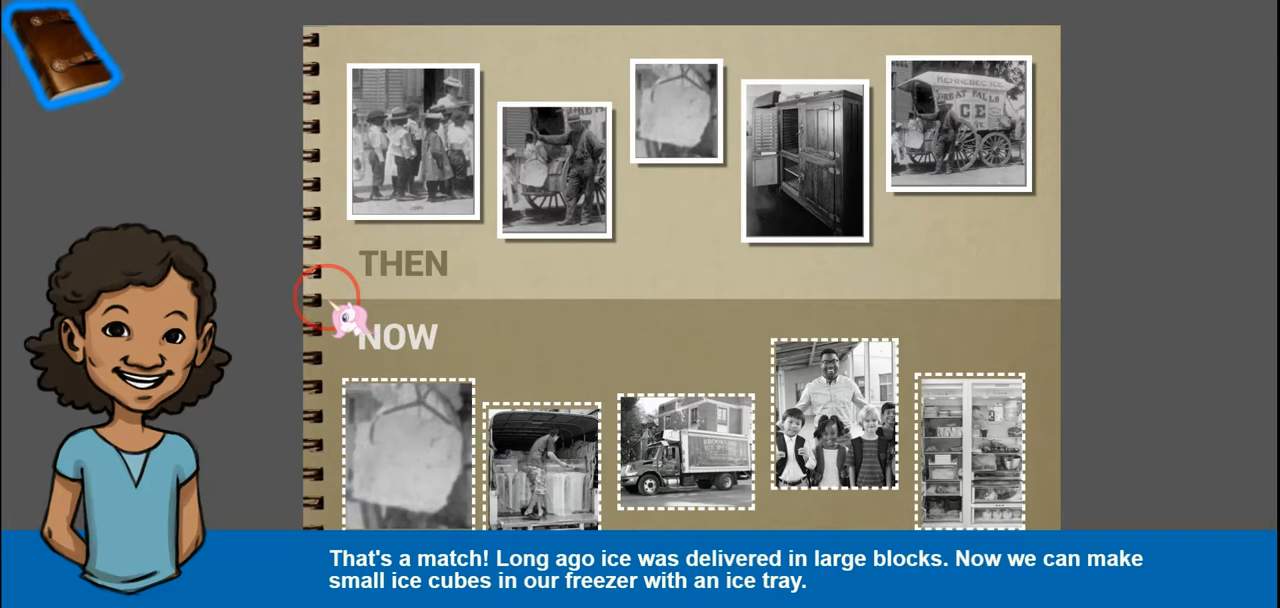 KENNEBEC ICE
GREAT FALLS
ICE
THEN
NOW
BROOKLYN
That's a match! Long ago ice was delivered in large blocks. Now we can make
small ice cubes in our freezer with an ice tray.